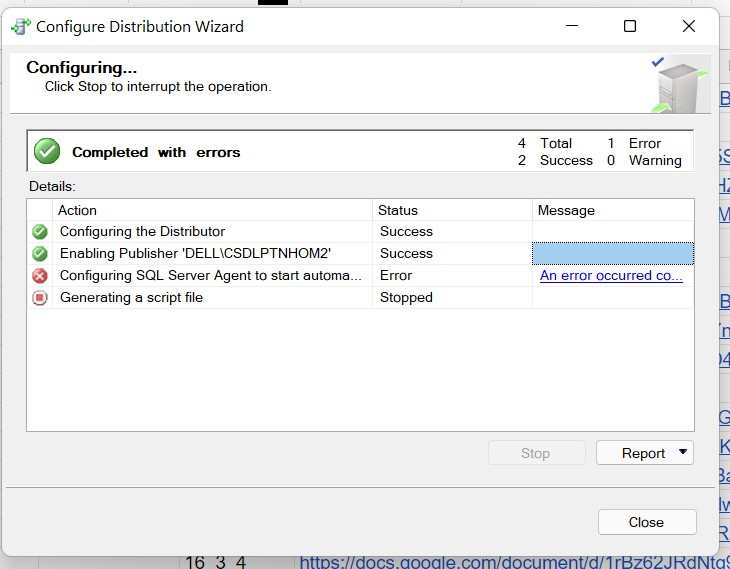 Configure Distribution Wizard
Configuring...
Click Stop to interrupt the operation.
Completed with errors
4 Total 1 Error
2 Success 0 Warning
Details:
Action Status Message
Configuring the Distributor Success
Enabling Publisher 'DELL\CSDLPTNHOM2' Success
Configuring SQL Server Agent to start automa... Error An error occurred co...
Generating a script file Stopped
Stop Report
Close
16 3 4 https://docs.google.com/document/d/1rBz62JRdNtg9